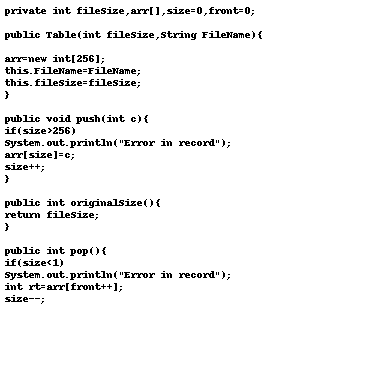 private int fileSize,arr[],size=0,front=0;
public Table(int fileSize,String FileName){
arr=new int[256];
this.FileName=FileName;
this.fileSize=fileSize;
}
public void push(int c){
if(size>256)
System.out.println("Error in record");
arr[size]=c;
size++;
}
public int originalSize(){
return fileSize;
}
public int pop(){
if(size<1)
System.out.println("Error in record");
int rt=arr[front++];
size--;